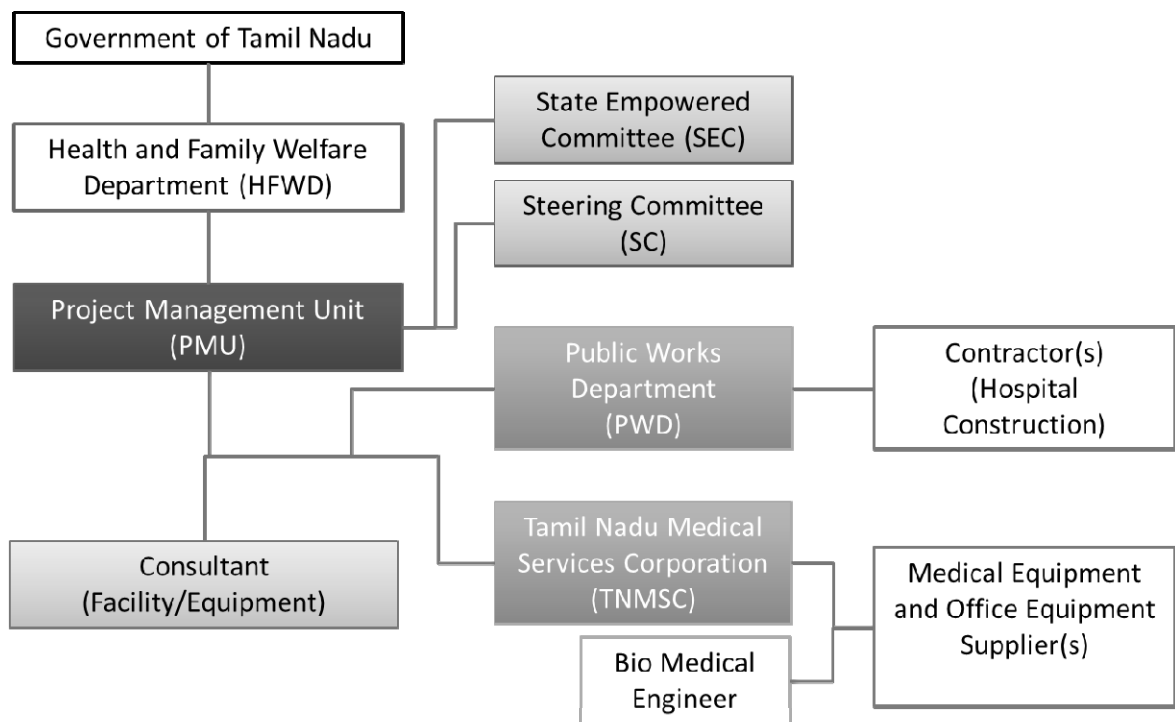 Government of Tamil Nadu
Health and Family Welfare
Department (HFWD)
State Empowered
Committee (SEC)
Steering Committee
(SC)
Project Management Unit
(PMU)
Public Works
Department
(PWD)
Contractor(s)
(Hospital
Construction)
Consultant
(Facility/Equipment)
Tamil Nadu Medical
Services Corporation
(TNMSC)
Medical Equipment
and Office Equipment
Supplier(s)
Bio Medical
Engineer